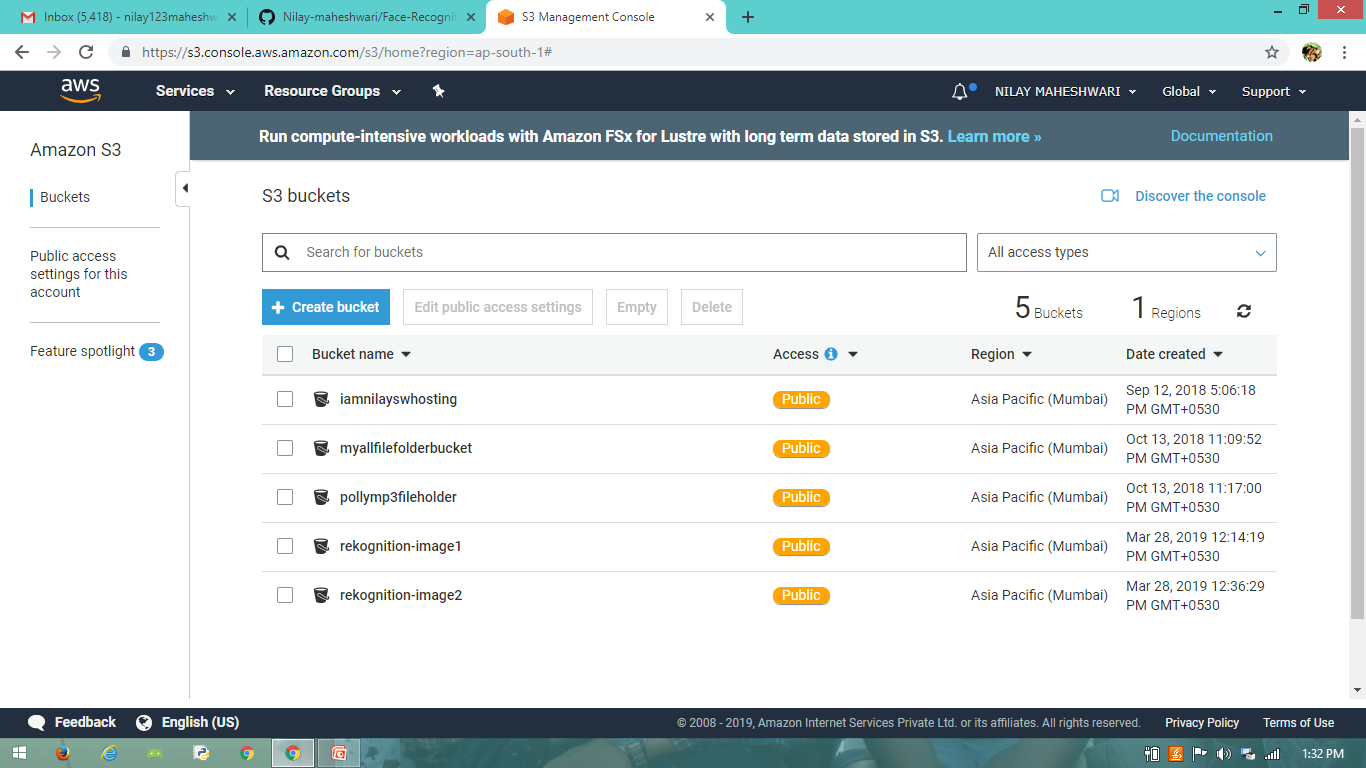 Inbox (5,418) - nilay123maheshw
Nilay-maheshwari/Face-Recognit
S3 Management Console
https://s3.console.aws.amazon.com/s3/home?region=ap-south-1#
aws
Services
Resource Groups
NILAY MAHESHWARI
Global
Support
Run compute-intensive workloads with Amazon FSx for Lustre with long term data stored in S3. Learn more »
Documentation
Amazon S3
Buckets
Public access
settings for this
account
Feature spotlight 3
S3 buckets
Discover the console
Search for buckets
All access types
+ Create bucket
Edit public access settings
Empty
Delete
5 Buckets
1 Regions
Bucket name
Access
Region
Date created
iamnilayswhosting
Public
Asia Pacific (Mumbai)
Sep 12, 2018 5:06:18
PM GMT+0530
myallfilefolderbucket
Public
Asia Pacific (Mumbai)
Oct 13, 2018 11:09:52
PM GMT+0530
pollymp3fileholder
Public
Asia Pacific (Mumbai)
Oct 13, 2018 11:17:00
PM GMT+0530
rekognition-image1
Public
Asia Pacific (Mumbai)
Mar 28, 2019 12:14:19
PM GMT+0530
rekognition-image2
Public
Asia Pacific (Mumbai)
Mar 28, 2019 12:36:29
PM GMT+0530
Feedback
English (US)
© 2008 - 2019, Amazon Internet Services Private Ltd. or its affiliates. All rights reserved.
Privacy Policy
Terms of Use
1:32 PM